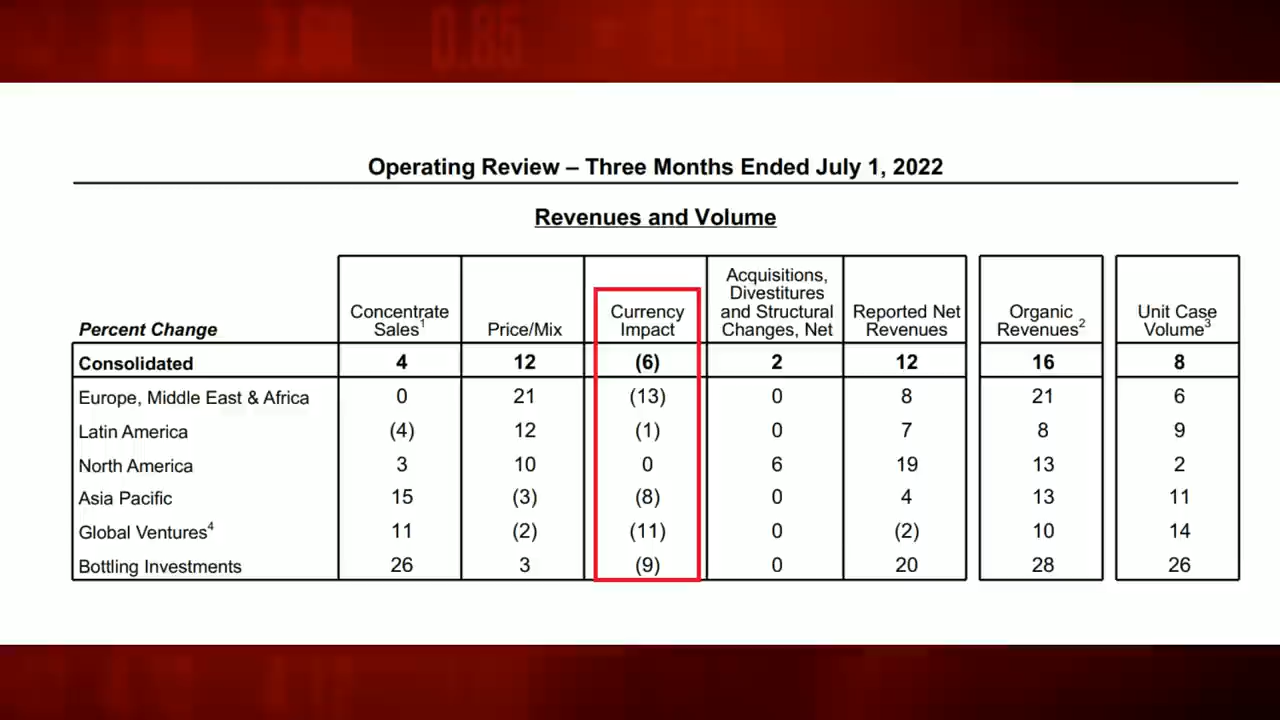 0.85
Operating Review – Three Months Ended July 1, 2022
Revenues and Volume
Percent Change
Concentrate
Sales1
Price/Mix
Currency
Impact
Acquisitions,
Divestitures
and Structural
Changes, Net
Reported Net
Revenues
Organic
Revenues2
Unit Case
Volume3
Consolidated 4 12 (6) 2 12 16 8
Europe, Middle East & Africa 0 21 (13) 0 8 21 6
Latin America (4) 12 (1) 0 7 8 9
North America 3 10 0 6 19 13 2
Asia Pacific 15 (3) (8) 0 4 13 11
Global Ventures4 11 (2) (11) 0 (2) 10 14
Bottling Investments 26 3 (9) 0 20 28 26